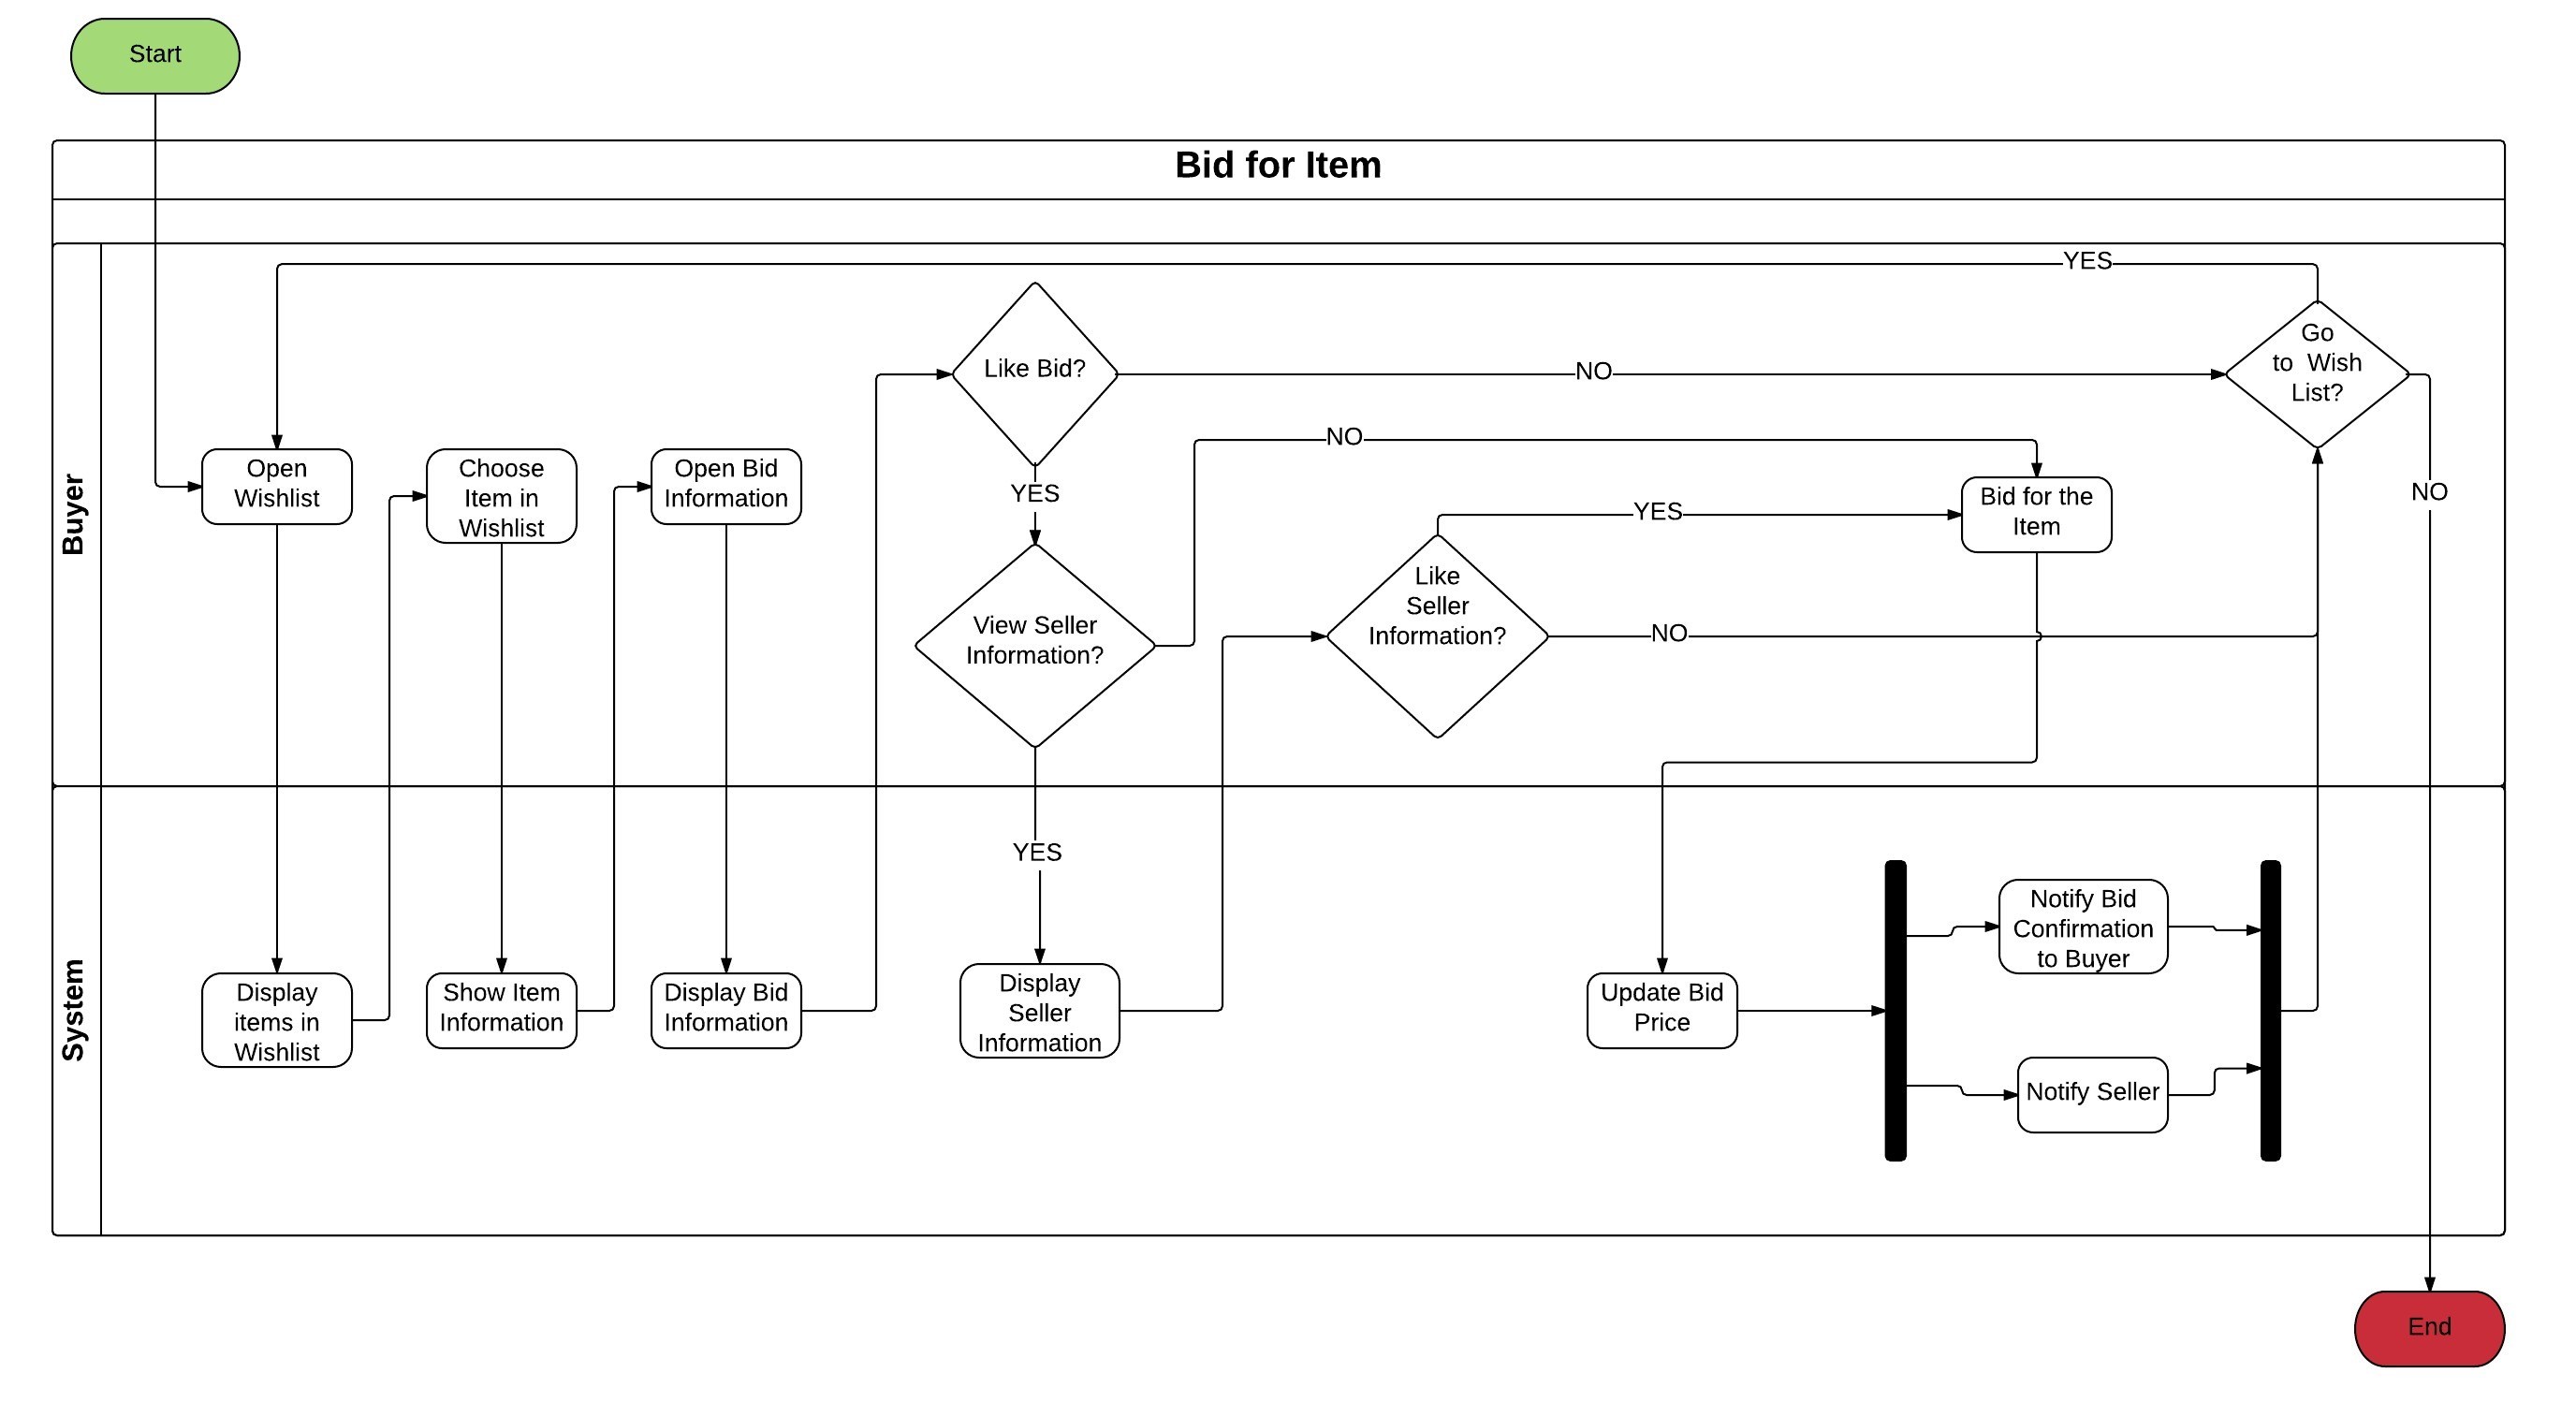 Start
Bid for Item
YES
Go
to Wish
List?
Like Bid?
NO
NO
Buyer
Open
Wishlist
Choose
Item in
Wishlist
Open Bid
Information
YES
NO
YES
Bid for the
Item
Like
Seller
Information?
View Seller
Information?
NO
System
YES
Display
items in
Wishlist
Show Item
Information
Display Bid
Information
Display
Seller
Information
Update Bid
Price
Notify Bid
Confirmation
to Buyer
Notify Seller
End